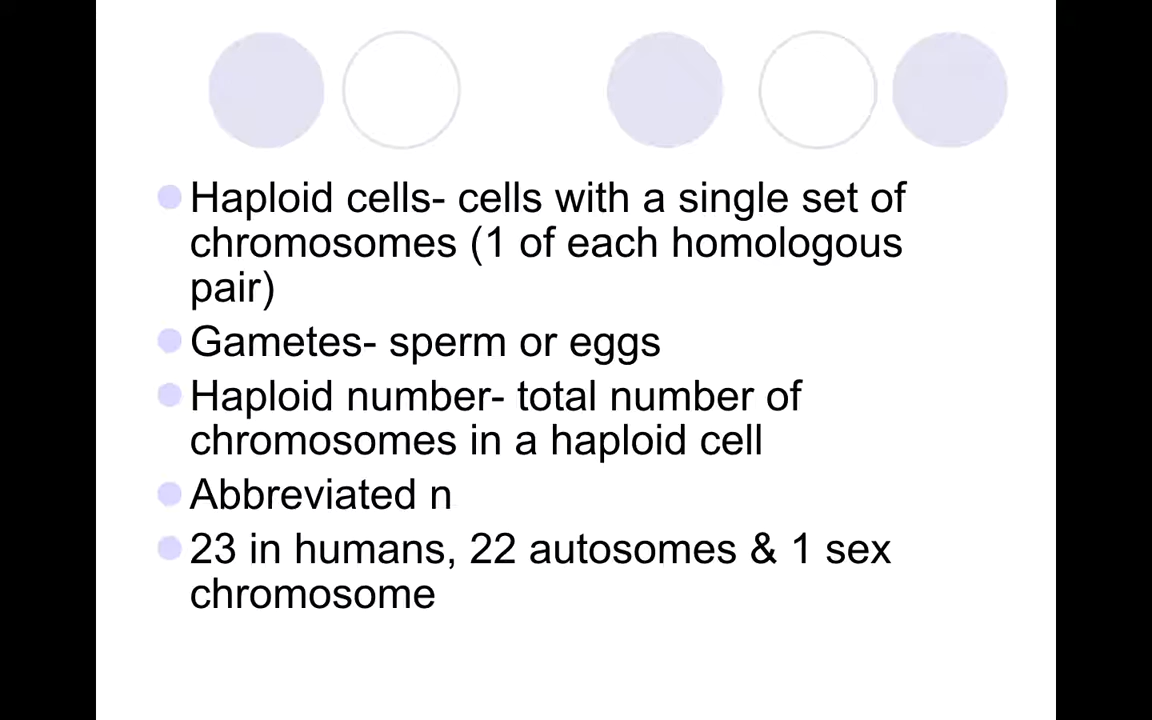 Haploid cells- cells with a single set of
chromosomes (1 of each homologous
pair)
Gametes- sperm or eggs
Haploid number- total number of
chromosomes in a haploid cell
Abbreviated n
23 in humans, 22 autosomes & 1 sex
chromosome